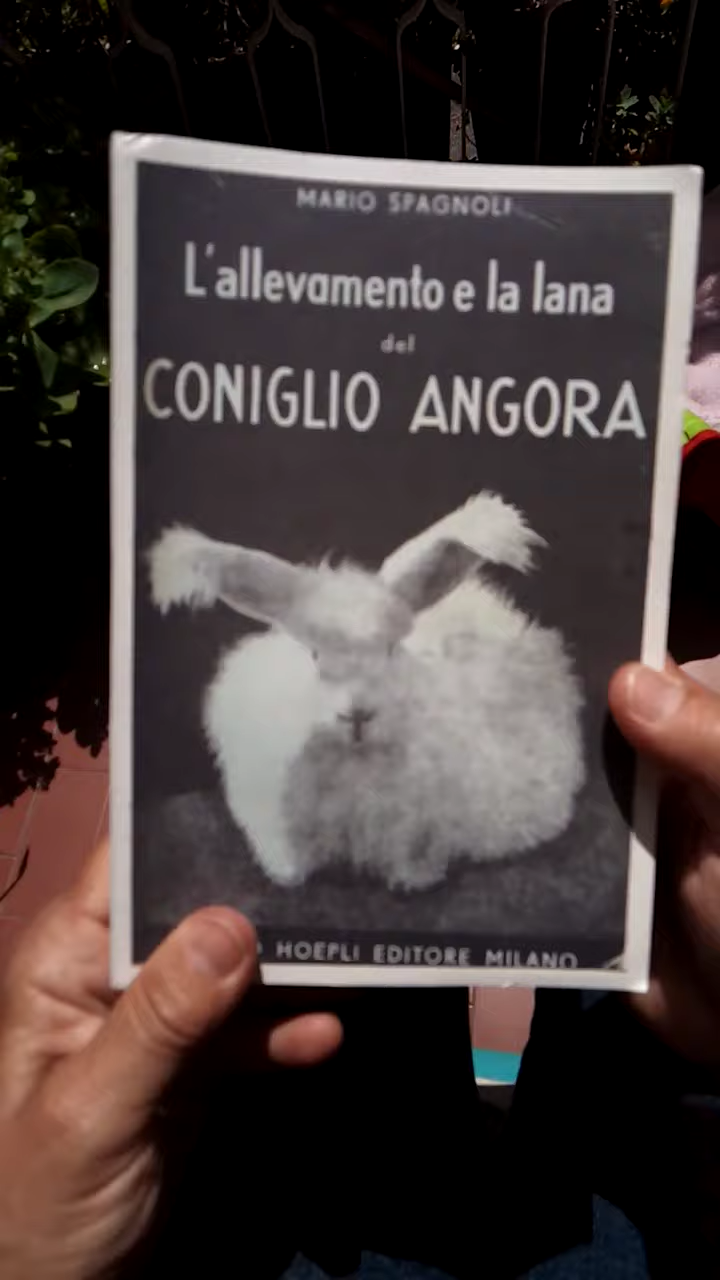 MARIO SPAGNOLI
L'allevamento e la lana
del
CONIGLIO ANGORA
HOEPLI EDITORE MILANO